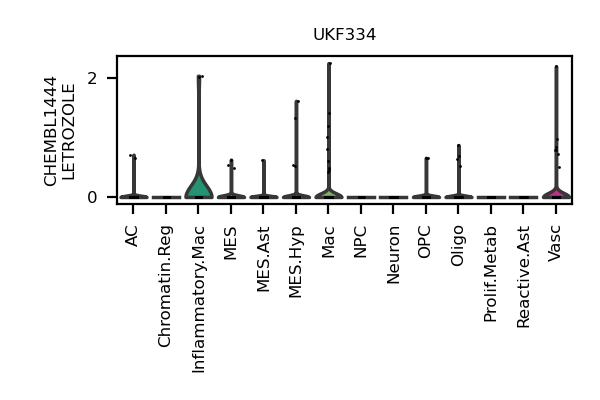 UKF334
CHEMBL1444
LETROZOLE
2
0
AC
Chromatin.Reg
Inflammatory.Mac
MES
MES.Ast
MES.Hyp
Mac
NPC
Neuron
OPC
Oligo
Prolif.Metab
Reactive.Ast
Vasc